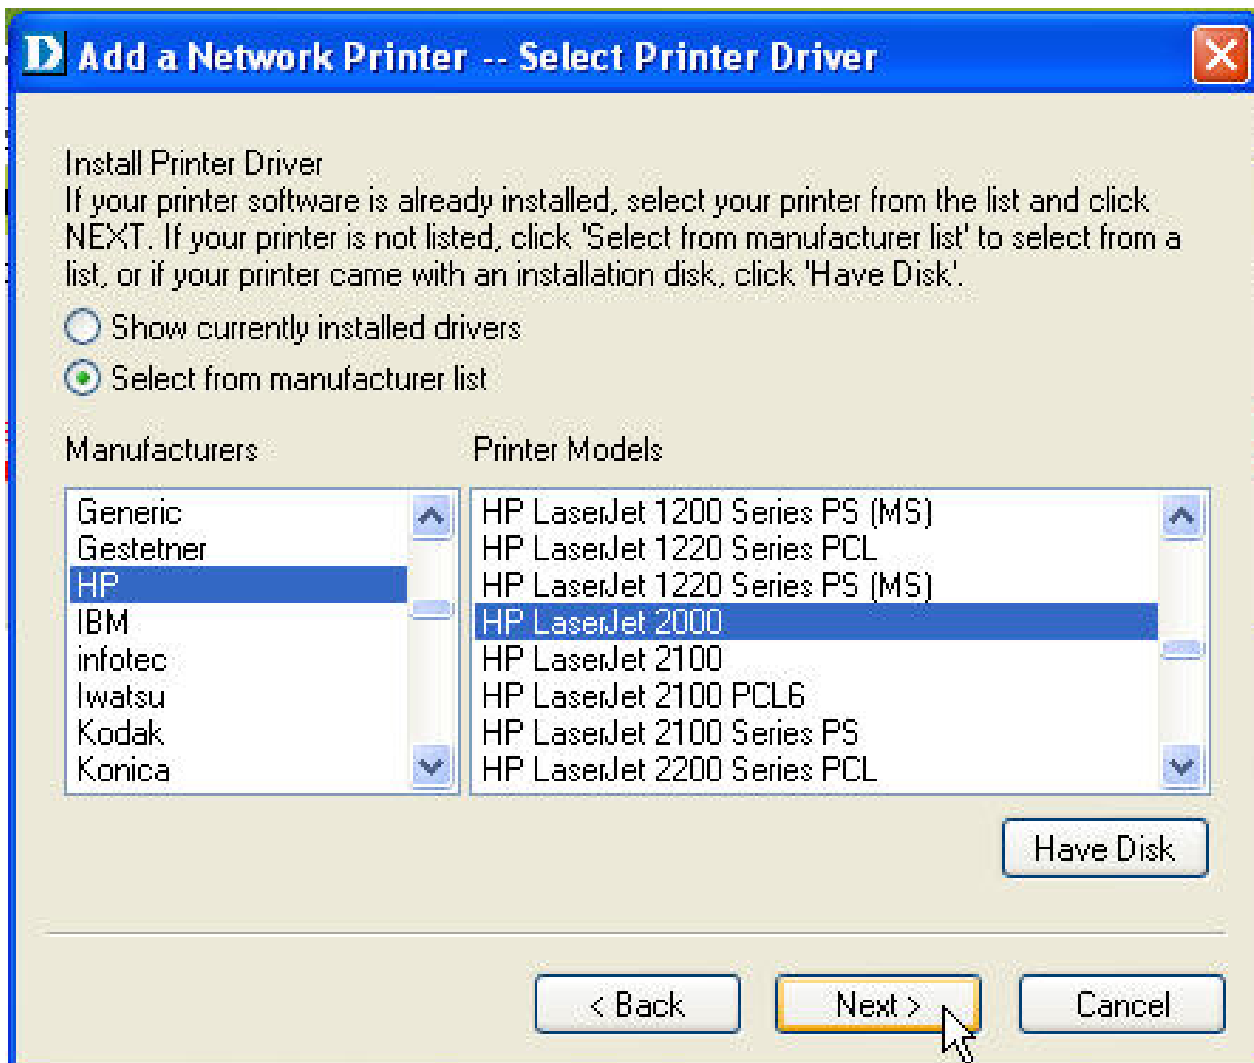 D Add a Network Printer -- Select Printer Driver
Install Printer Driver
If your printer software is already installed, select your printer from the list and click
NEXT. If your printer is not listed, click 'Select from manufacturer list' to select from a
list, or if your printer came with an installation disk, click 'Have Disk'.
Show currently installed drivers
Select from manufacturer list
Manufacturers
Printer Models
Generic
Gestetner
HP
IBM
infotec
Iwatsu
Kodak
Konica
HP LaserJet 1200 Series PS (MS)
HP LaserJet 1220 Series PCL
HP LaserJet 1220 Series PS (MS)
HP LaserJet 2000
HP LaserJet 2100
HP LaserJet 2100 PCL6
HP LaserJet 2100 Series PS
HP LaserJet 2200 Series PCL
Have Disk
< Back
Next >
Cancel